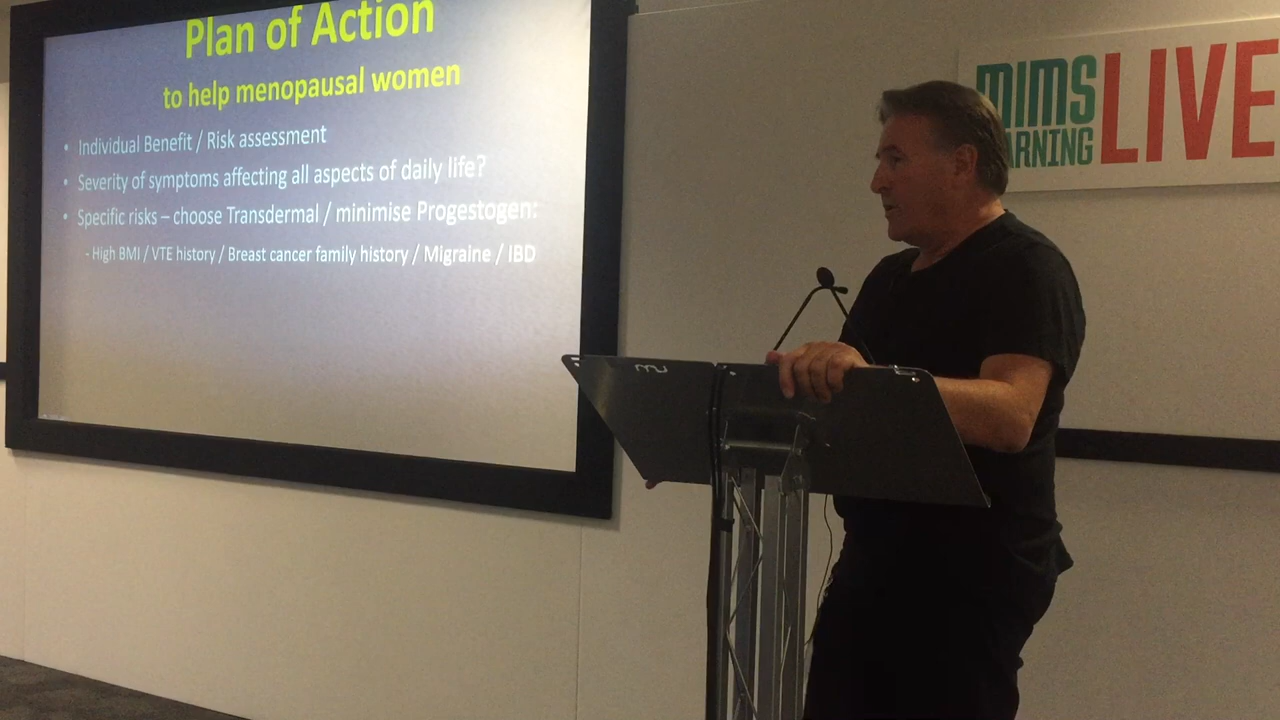 Plan of Action
to help menopausal women
• Individual Benefit / Risk assessment
• Severity of symptoms affecting all aspects of daily life?
• Specific risks – choose Transdermal / minimise Progestogen:
- High BMI / VTE history / Breast cancer family history / Migraine / IBD
MIMS
ARNING
LIVE